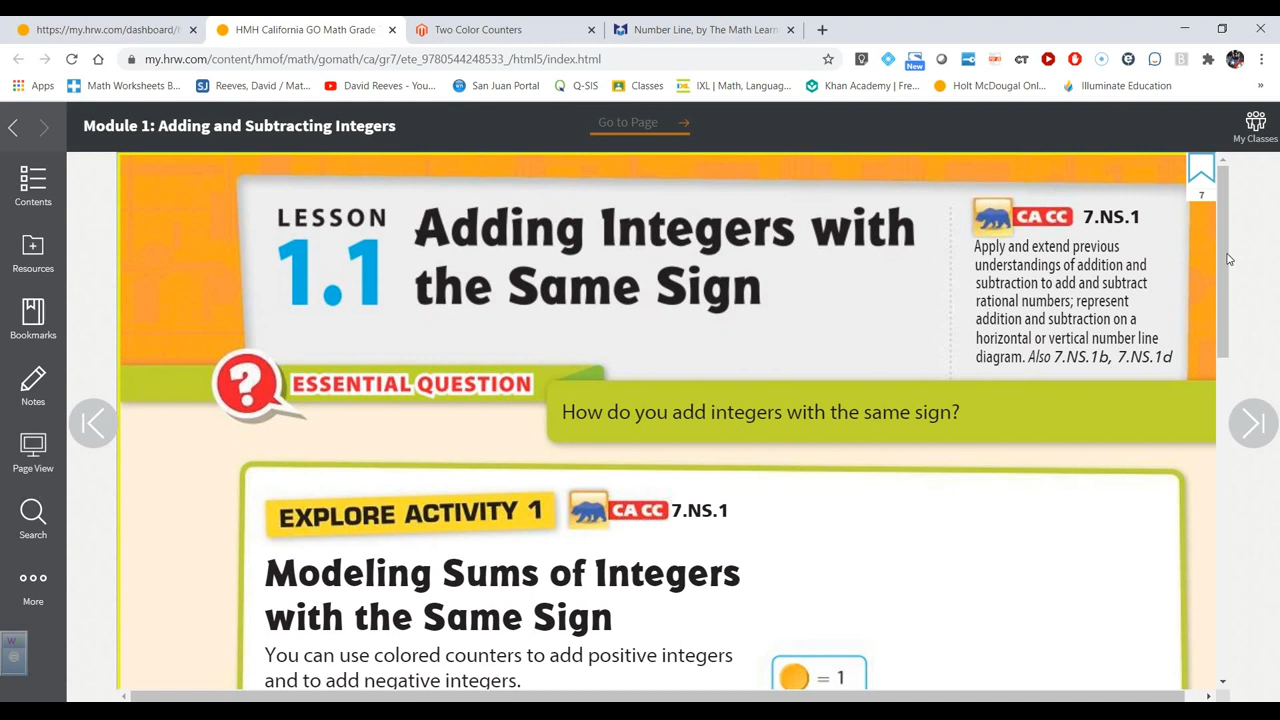 https://my.hrw.com/dashboard/
HMH California GO Math Grade
Two Color Counters
Number Line, by The Math Learn
my.hrw.com/content/hmof/math/gomath/ca/gr7/ete_9780544248533_/html5/index.html
New
CT
Apps
Math Worksheets B...
SJ
Reeves, David / Mat...
David Reeves - You...
San Juan Portal
Q
Q-SIS
Classes
IXL | Math, Languag...
Khan Academy | Fre...
Holt McDougal Onl...
Illuminate Education
»
Module 1: Adding and Subtracting Integers
Go to Page
My Classes
Contents
Resources
Bookmarks
Notes
Page View
Search
More
7
LESSON
1.1
Adding Integers with
the Same Sign
CA CC 7.NS.1
Apply and extend previous
understandings of addition and
subtraction to add and subtract
rational numbers; represent
addition and subtraction on a
horizontal or vertical number line
diagram. Also 7.NS.1b, 7.NS.1d
? ESSENTIAL QUESTION
How do you add integers with the same sign?
EXPLORE ACTIVITY 1 CA CC 7.NS.1
Modeling Sums of Integers
with the Same Sign
You can use colored counters to add positive integers
and to add negative integers.
= 1